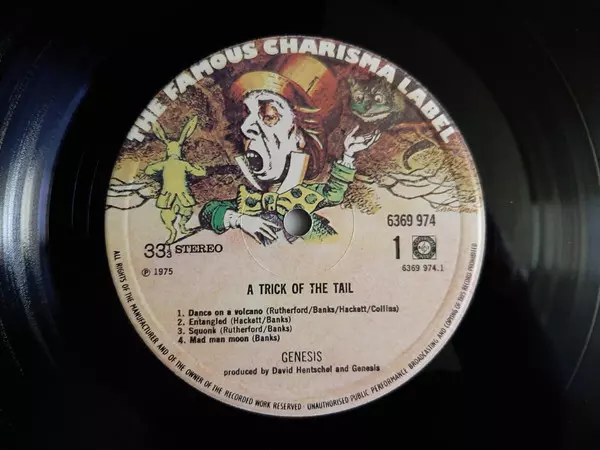 THE FAMOUS CHARISMA LABEL
6369 974
33⅓ STEREO
1
℗ 1975
6369 974.1
A TRICK OF THE TAIL
1. Dance on a volcano (Rutherford/Banks/Hackett/Collins)
2. Entangled (Hackett/Banks)
3. Squonk (Rutherford/Banks)
4. Mad man moon (Banks)
GENESIS
produced by David Hentschel and Genesis
ALL RIGHTS OF THE MANUFACTURER AND OF THE OWNER OF THE RECORDED WORK RESERVED · UNAUTHORISED PUBLIC PERFORMANCE BROADCASTING AND COPYING OF THIS RECORD PROHIBITED